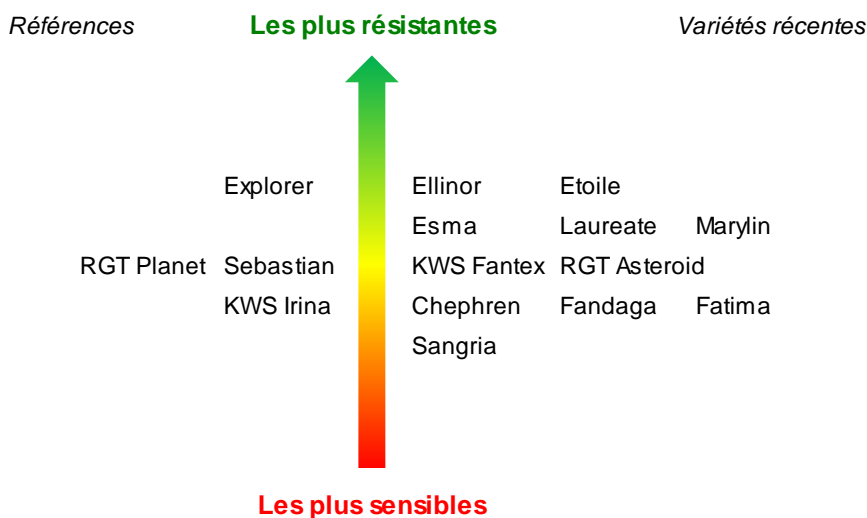 Références Les plus résistantes Variétés récentes
Explorer Ellinor Etoile
Esma Laureate Marylin
RGT Planet Sebastian KWS Fantex RGT Asteroid
KWS Irina Chephren Fandaga Fatima
Sangria
Les plus sensibles